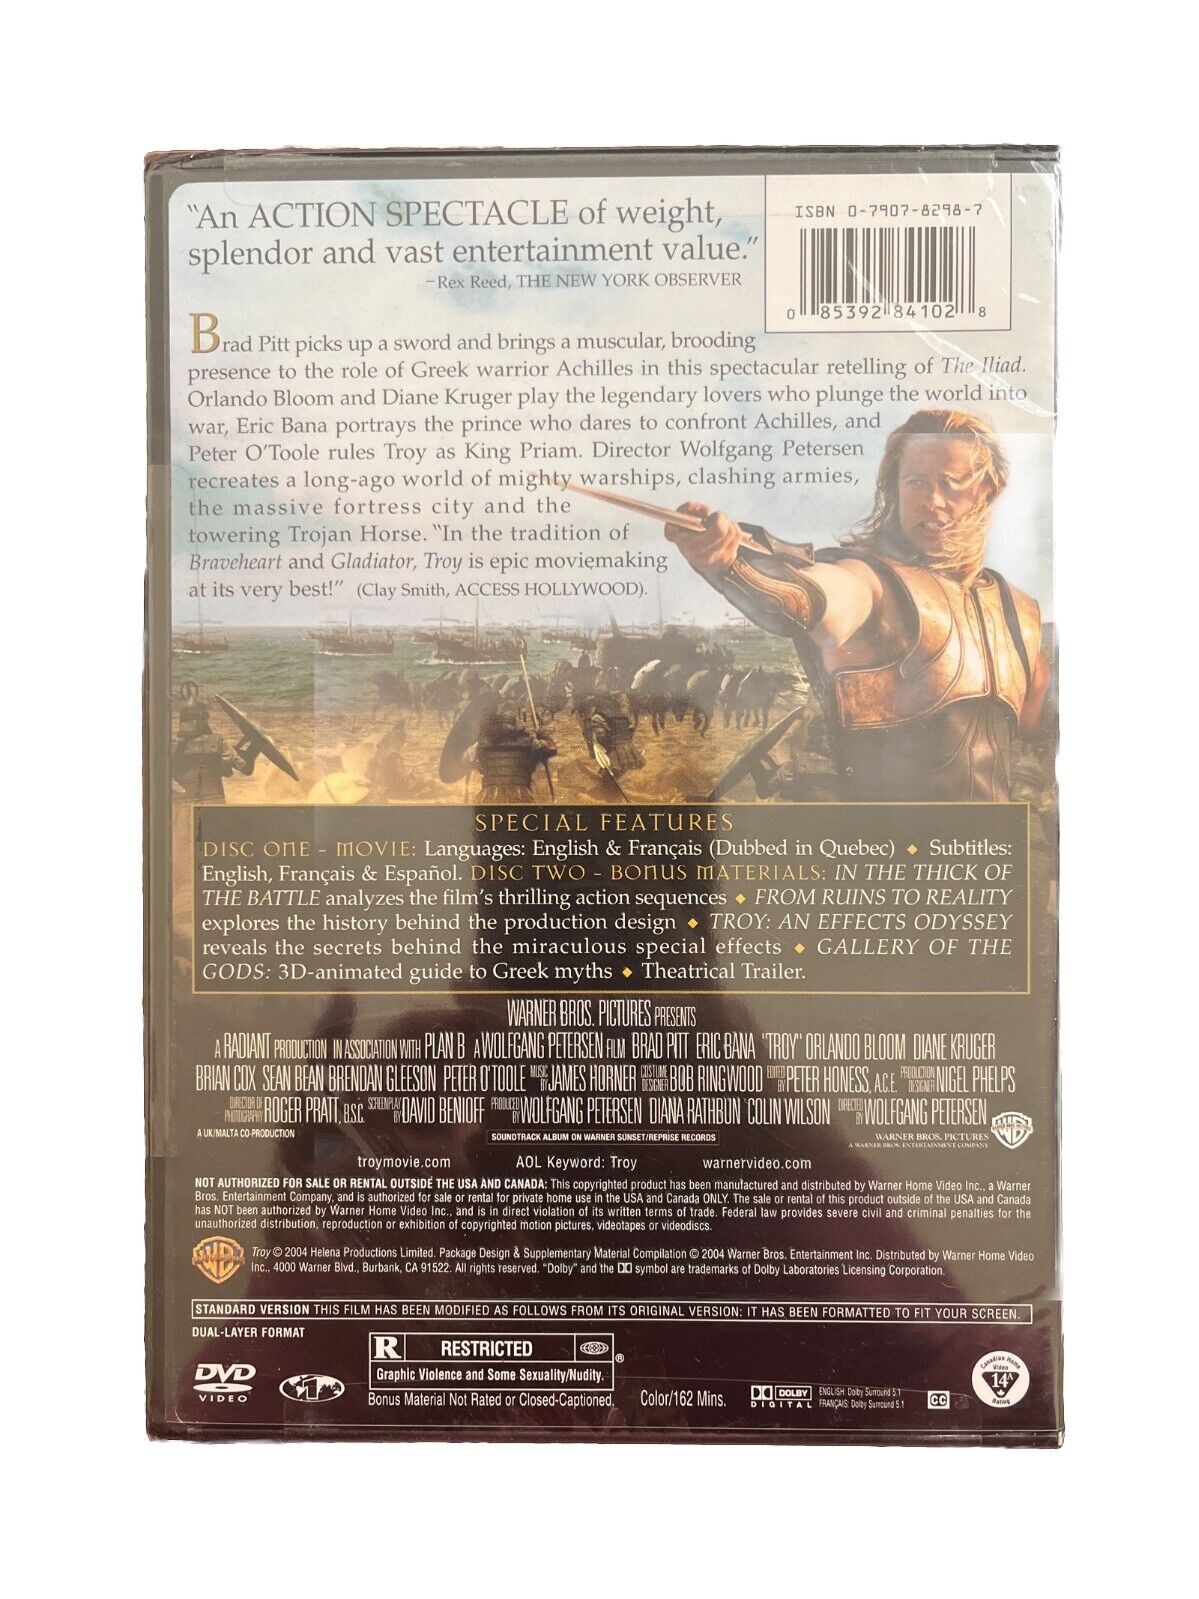 "An ACTION SPECTACLE of weight,
splendor and vast entertainment value."
–Rex Reed, THE NEW YORK OBSERVER
ISBN 0-7907-8298-7
0 85392 84102 8
Brad Pitt picks up a sword and brings a muscular, brooding
presence to the role of Greek warrior Achilles in this spectacular retelling of The Iliad.
Orlando Bloom and Diane Kruger play the legendary lovers who plunge the world into
war, Eric Bana portrays the prince who dares to confront Achilles, and
Peter O'Toole rules Troy as King Priam. Director Wolfgang Petersen
recreates a long-ago world of mighty warships, clashing armies,
the massive fortress city and the
towering Trojan Horse. "In the tradition of
Braveheart and Gladiator, Troy is epic moviemaking
at its very best!" (Clay Smith, ACCESS HOLLYWOOD).
SPECIAL FEATURES
DISC ONE – MOVIE: Languages: English & Français (Dubbed in Quebec) ◆ Subtitles:
English, Français & Español. DISC TWO – BONUS MATERIALS: IN THE THICK OF
THE BATTLE analyzes the film's thrilling action sequences ◆ FROM RUINS TO REALITY
explores the history behind the production design ◆ TROY: AN EFFECTS ODYSSEY
reveals the secrets behind the miraculous special effects ◆ GALLERY OF THE
GODS: 3D-animated guide to Greek myths ◆ Theatrical Trailer.
WARNER BROS. PICTURES PRESENTS
A RADIANT PRODUCTION IN ASSOCIATION WITH PLAN B A WOLFGANG PETERSEN FILM BRAD PITT ERIC BANA "TROY" ORLANDO BLOOM DIANE KRUGER
BRIAN COX SEAN BEAN BRENDAN GLEESON PETER O'TOOLE MUSIC BY JAMES HORNER COSTUME DESIGNER BOB RINGWOOD EDITED BY PETER HONESS, A.C.E. PRODUCTION DESIGNER NIGEL PHELPS
DIRECTOR OF PHOTOGRAPHY ROGER PRATT, B.S.C. SCREENPLAY BY DAVID BENIOFF PRODUCED BY WOLFGANG PETERSEN DIANA RATHBUN COLIN WILSON DIRECTED BY WOLFGANG PETERSEN
A UK/MALTA CO-PRODUCTION
SOUNDTRACK ALBUM ON WARNER SUNSET/REPRISE RECORDS
WARNER BROS. PICTURES
A WARNER BROS. ENTERTAINMENT COMPANY
troymovie.com AOL Keyword: Troy warnervideo.com
NOT AUTHORIZED FOR SALE OR RENTAL OUTSIDE THE USA AND CANADA: This copyrighted product has been manufactured and distributed by Warner Home Video Inc., a Warner
Bros. Entertainment Company, and is authorized for sale or rental for private home use in the USA and Canada ONLY. The sale or rental of this product outside of the USA and Canada
has NOT been authorized by Warner Home Video Inc., and is in direct violation of its written terms of trade. Federal law provides severe civil and criminal penalties for the
unauthorized distribution, reproduction or exhibition of copyrighted motion pictures, videotapes or videodiscs.
Troy © 2004 Helena Productions Limited. Package Design & Supplementary Material Compilation © 2004 Warner Bros. Entertainment Inc. Distributed by Warner Home Video
Inc., 4000 Warner Blvd., Burbank, CA 91522. All rights reserved. "Dolby" and the DD symbol are trademarks of Dolby Laboratories Licensing Corporation.
STANDARD VERSION THIS FILM HAS BEEN MODIFIED AS FOLLOWS FROM ITS ORIGINAL VERSION: IT HAS BEEN FORMATTED TO FIT YOUR SCREEN.
DUAL-LAYER FORMAT
DVD
VIDEO
1
R RESTRICTED ®
Graphic Violence and Some Sexuality/Nudity.
Bonus Material Not Rated or Closed-Captioned.
Color/162 Mins.
DOLBY
DIGITAL
ENGLISH: Dolby Surround 5.1
FRANÇAIS: Dolby Surround 5.1
CC
Canadian Home
Video
14A
Rating